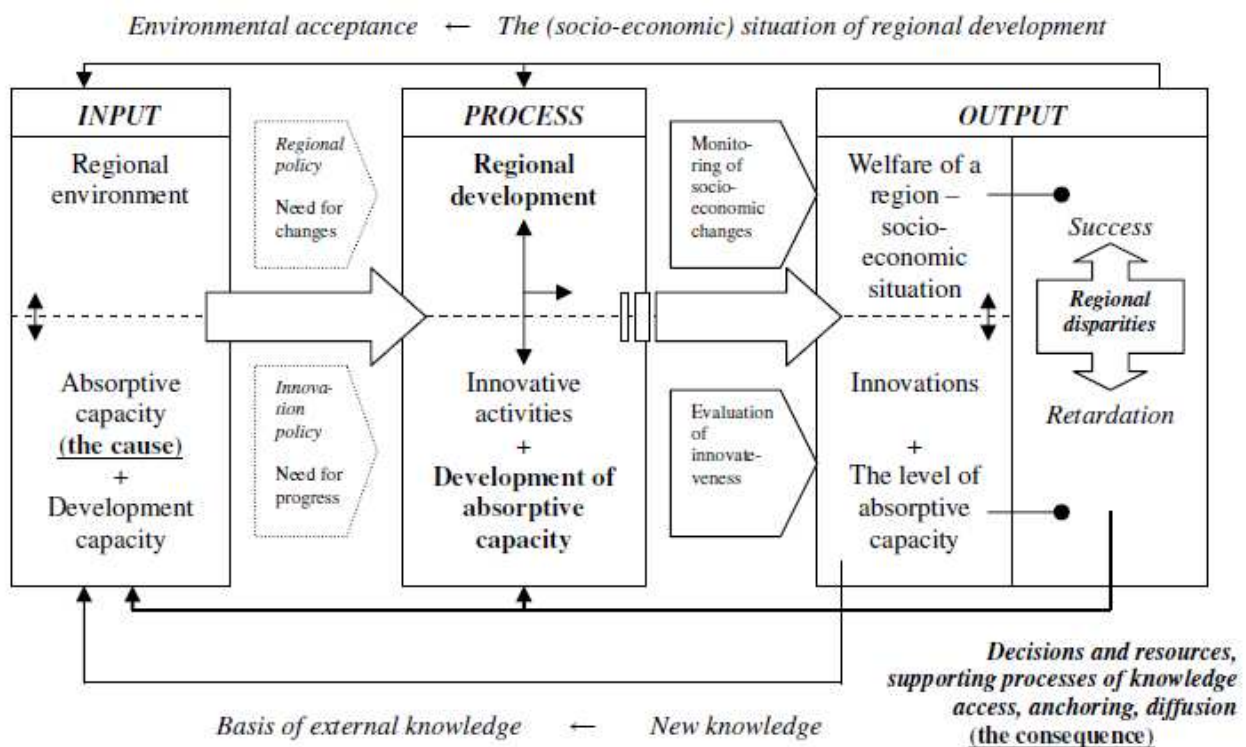 Environmental acceptance ← The (socio-economic) situation of regional development
INPUT
Regional
environment
Absorptive
capacity
(the cause)
+
Development
capacity
Regional
policy
Need for
changes
Innova-
tion
policy
Need for
progress
PROCESS
Regional
development
Innovative
activities
+
Development of
absorptive
capacity
Monito-
ring of
socio-
economic
changes
Evaluation
of
innovate-
veness
OUTPUT
Welfare of a
region –
socio-
economic
situation
Innovations
+
The level of
absorptive
capacity
Success
Regional
disparities
Retardation
Decisions and resources,
supporting processes of knowledge
access, anchoring, diffusion
(the consequence)
Basis of external knowledge ← New knowledge